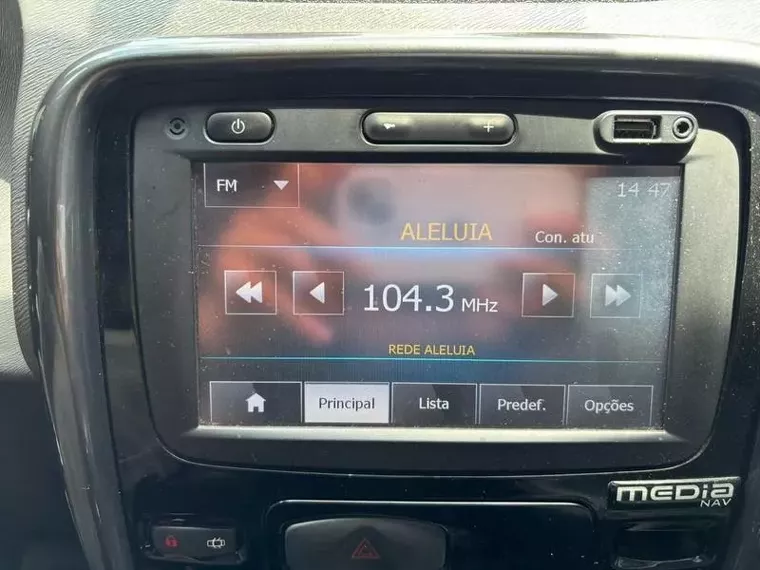 FM
14 47
ALELUIA
Con. atu
104.3 MHz
REDE ALELUIA
Principal
Lista
Predef.
Opções
MEDIA
NAV